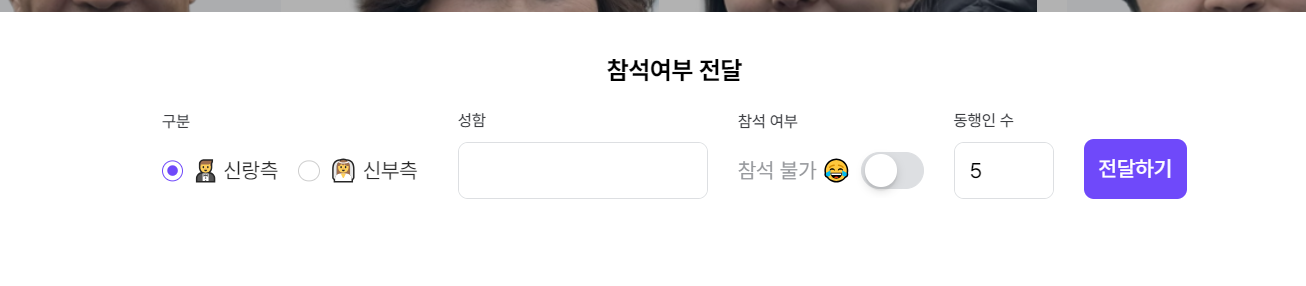 참석여부 전달
구분
성함
참석 여부
동행인 수
신랑측
신부측
참석 불가
5
전달하기